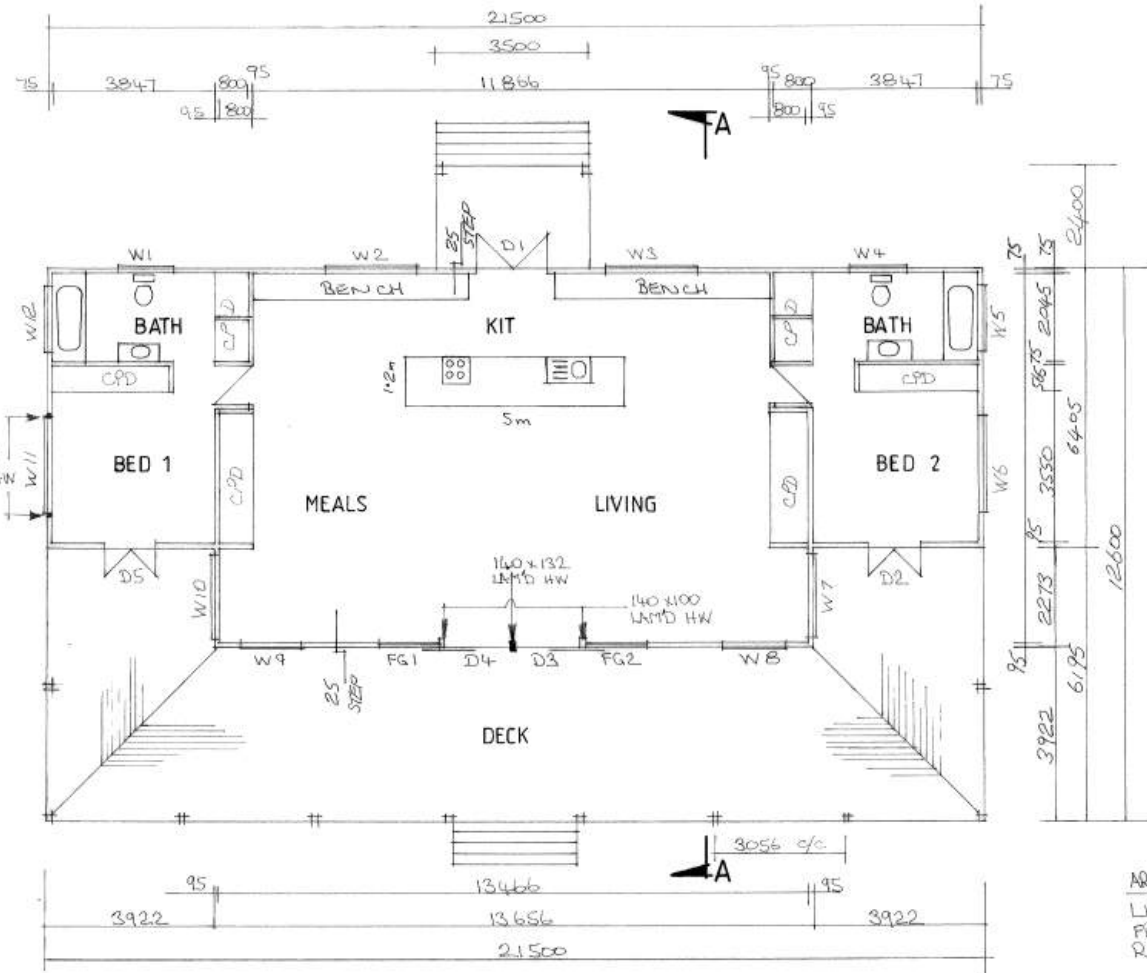 21500
3500
75 3847 800 95 11866 95 800 3847 75
95 800 800 95
A
2400
25 STEP
D1
75 75
W1 W2 W3 W4
BENCH BENCH
W12 BATH CPD KIT CPD BATH W5
2045
CPD 1.2m CPD
75
565
5m
6405
W11 BED 1 CPD CPD BED 2 W6
3550
MEALS LIVING
12600
95
140 x 132
LAM'D HW
D5 W10 W7 D2
140 x 100
LAM'D HW
2273
W9 FG1 D4 D3 FG2 W8
95
25 STEP
6195
DECK
3922
3056 c/c
A
95 13466 95
3922 13656 3922
21500